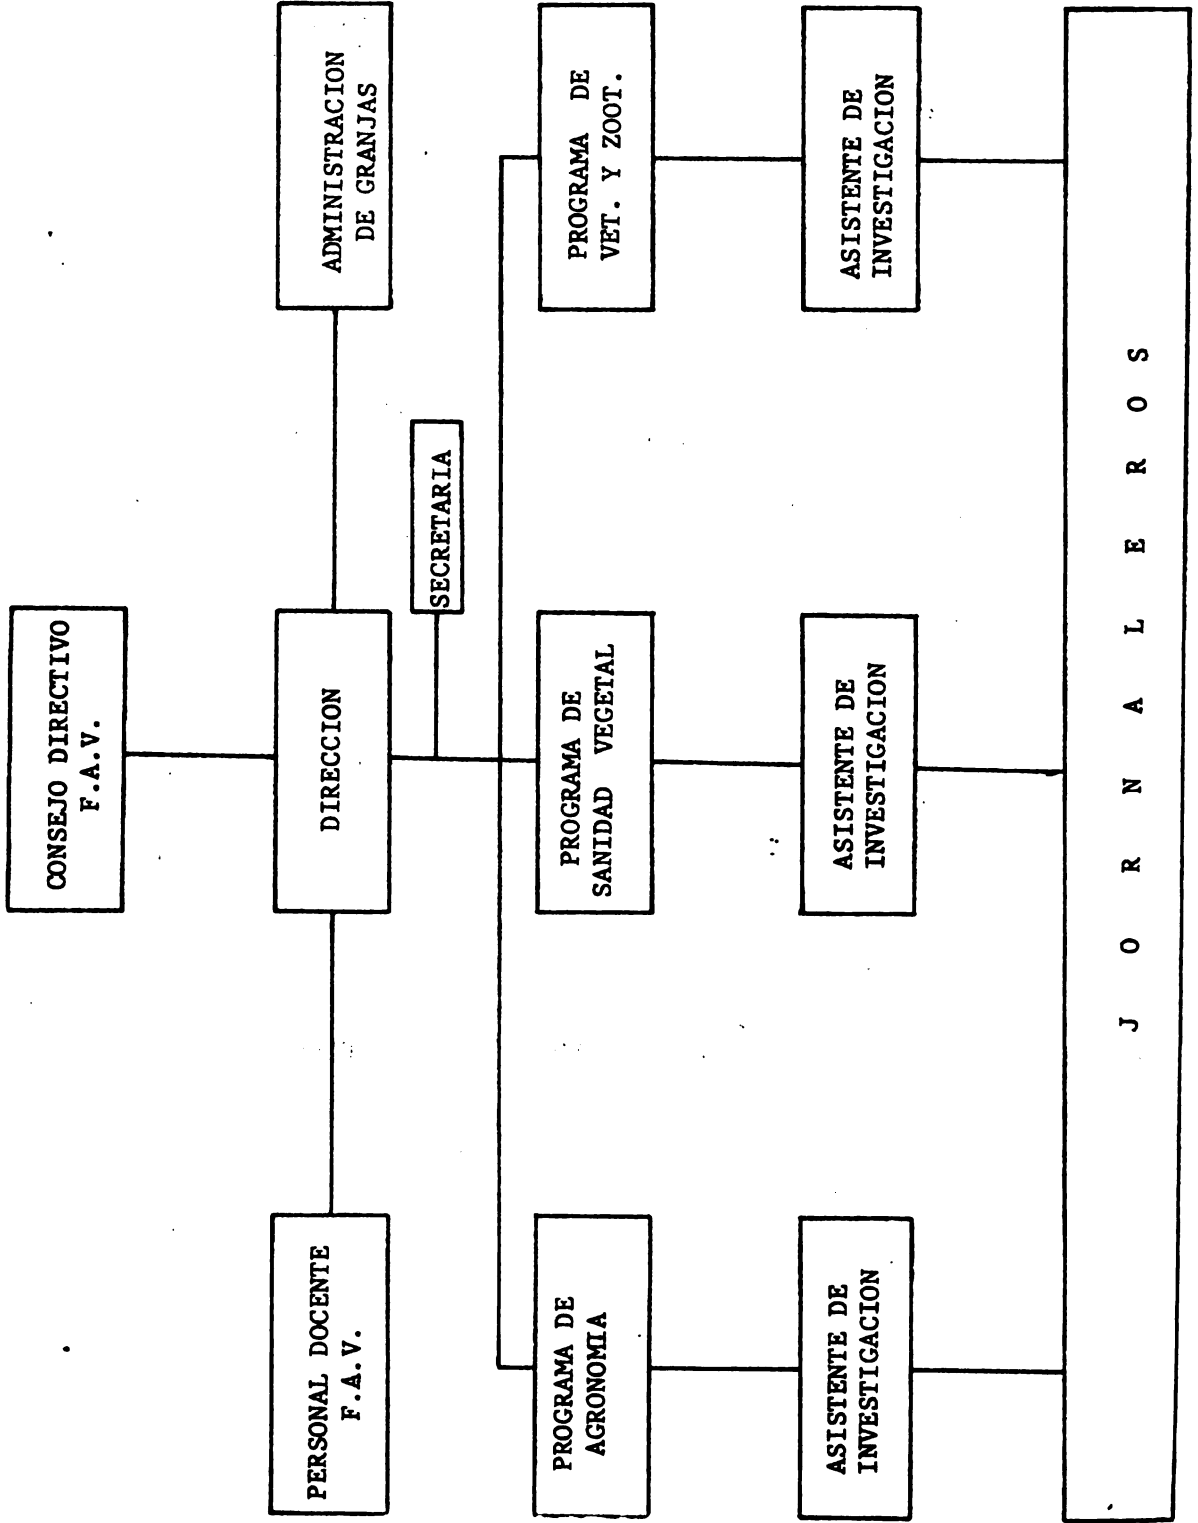 CONSEJO DIRECTIVO
F.A.V.
PERSONAL DOCENTE
F.A.V.
DIRECCION
ADMINISTRACION
DE GRANJAS
SECRETARIA
PROGRAMA DE
AGRONOMIA
PROGRAMA DE
SANIDAD VEGETAL
PROGRAMA DE
VET. Y ZOOT.
ASISTENTE DE
INVESTIGACION
ASISTENTE DE
INVESTIGACION
ASISTENTE DE
INVESTIGACION
J O R N A L E R O S